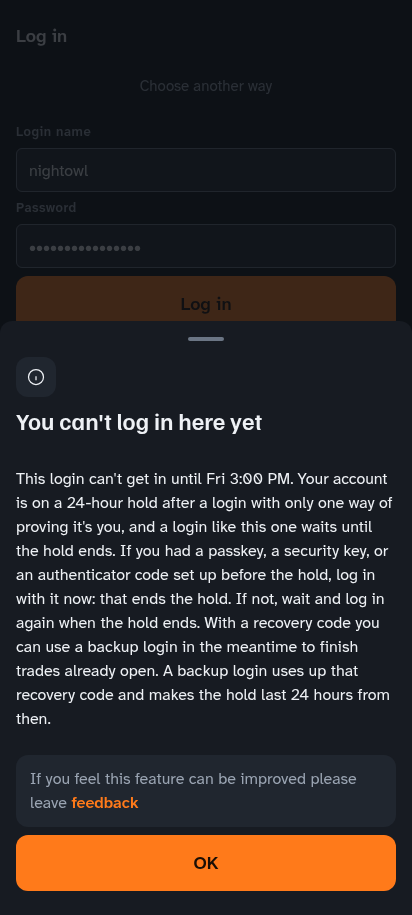 Log in
Choose another way
Login name
nightowl
Password
••••••••••••••••
Log in
You can't log in here yet
This login can't get in until Fri 3:00 PM. Your account
is on a 24-hour hold after a login with only one way of
proving it's you, and a login like this one waits until
the hold ends. If you had a passkey, a security key, or
an authenticator code set up before the hold, log in
with it now: that ends the hold. If not, wait and log in
again when the hold ends. With a recovery code you
can use a backup login in the meantime to finish
trades already open. A backup login uses up that
recovery code and makes the hold last 24 hours from
then.
If you feel this feature can be improved please
leave feedback
OK